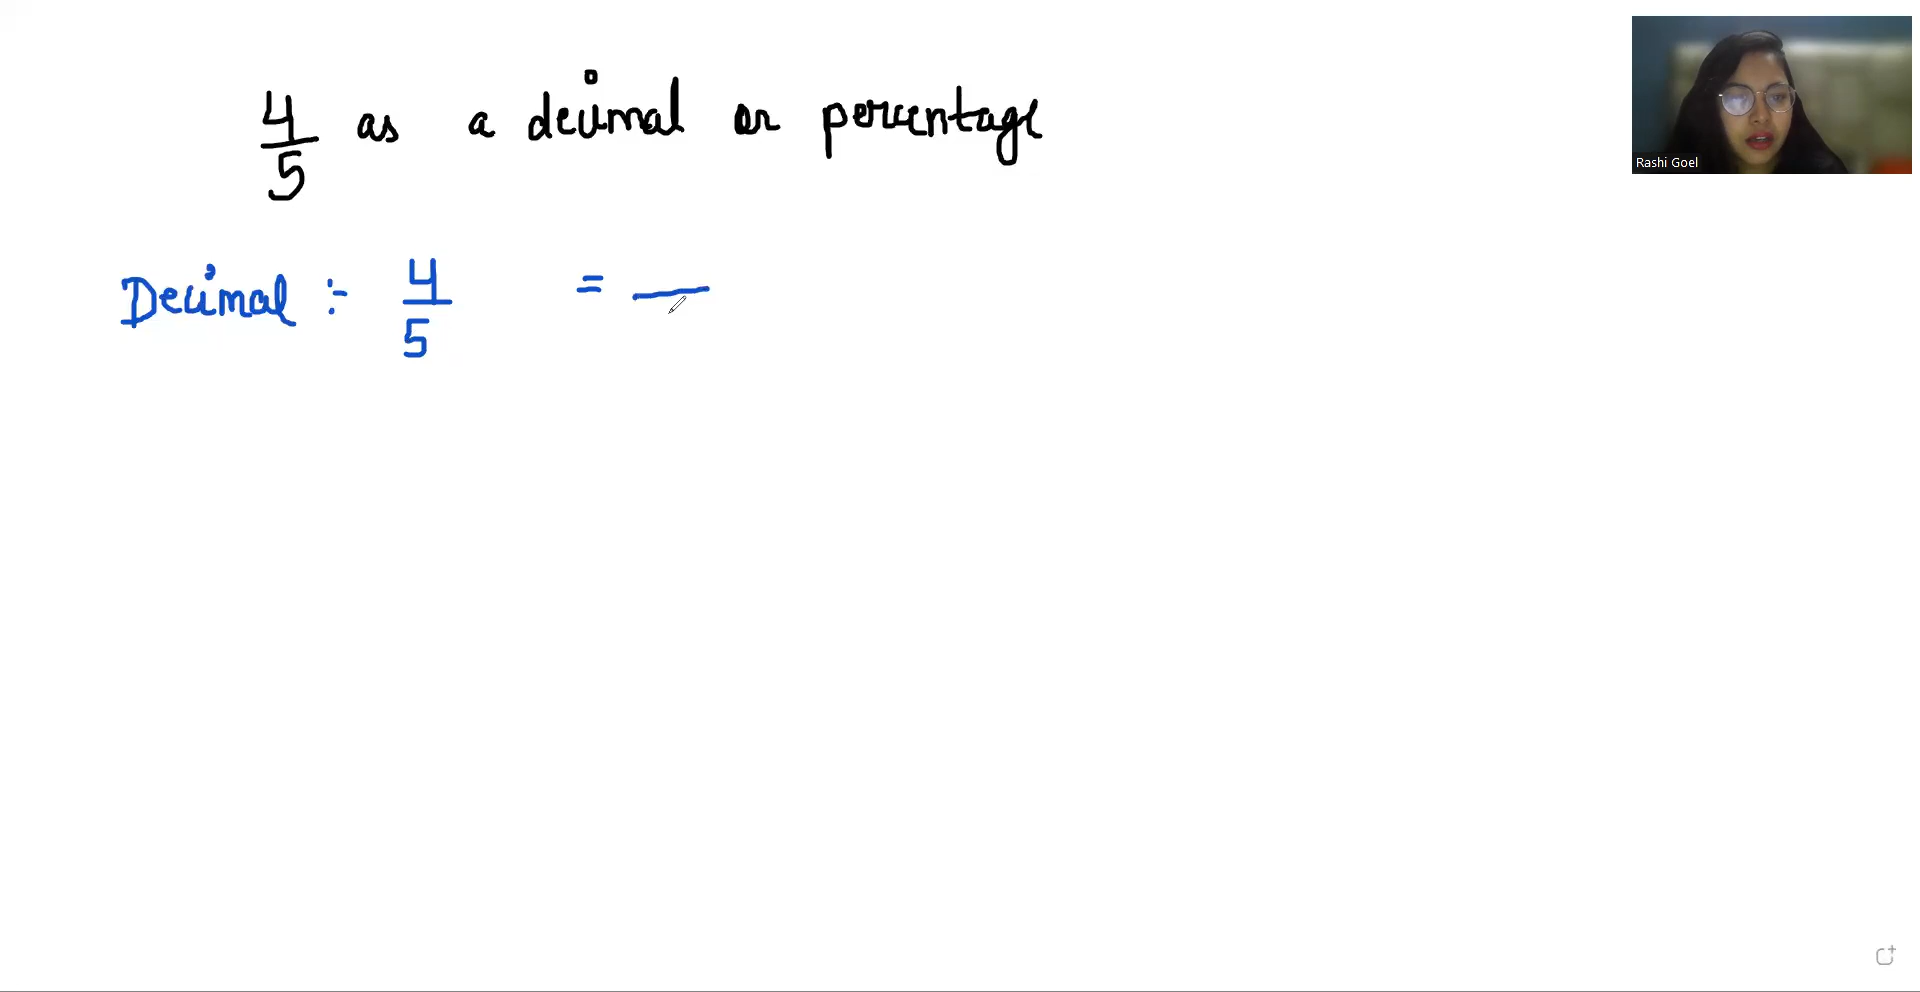 4/5 as a decimal or percentage
Rashi Goel
Decimal :- 4/5 =